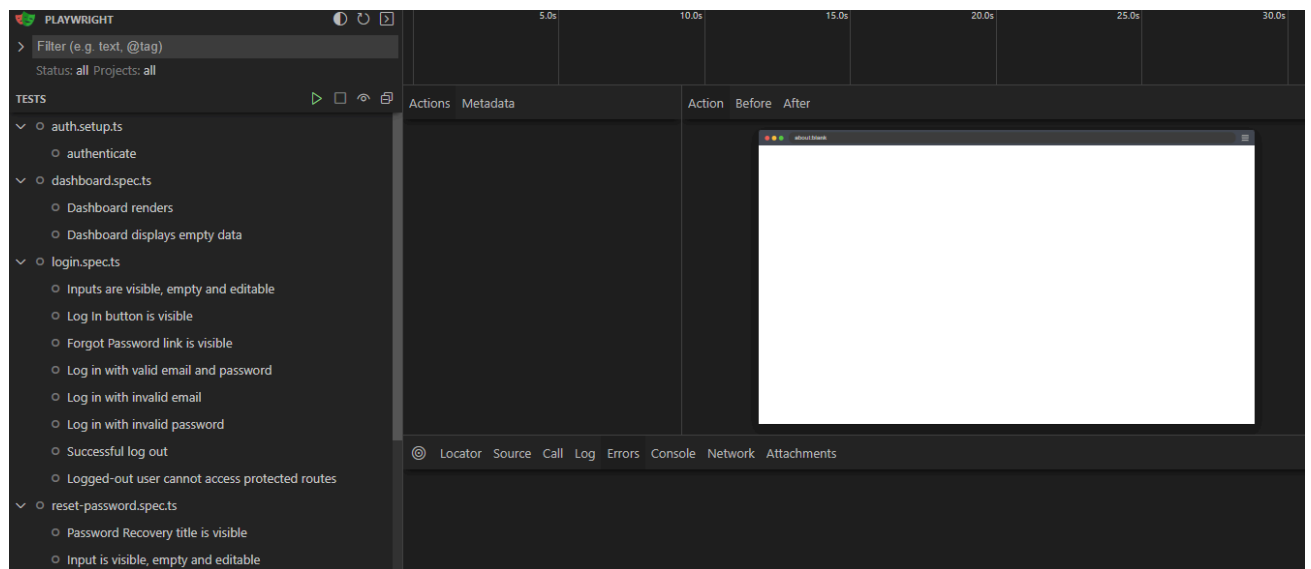 PLAYWRIGHT
Filter (e.g. text, @tag)
Status: all Projects: all
TESTS
auth.setup.ts
authenticate
dashboard.spec.ts
Dashboard renders
Dashboard displays empty data
login.spec.ts
Inputs are visible, empty and editable
Log In button is visible
Forgot Password link is visible
Log in with valid email and password
Log in with invalid email
Log in with invalid password
Successful log out
Logged-out user cannot access protected routes
reset-password.spec.ts
Password Recovery title is visible
Input is visible, empty and editable
5.0s 10.0s 15.0s 20.0s 25.0s 30.0s
Actions Metadata
Action Before After
about:blank
Locator Source Call Log Errors Console Network Attachments